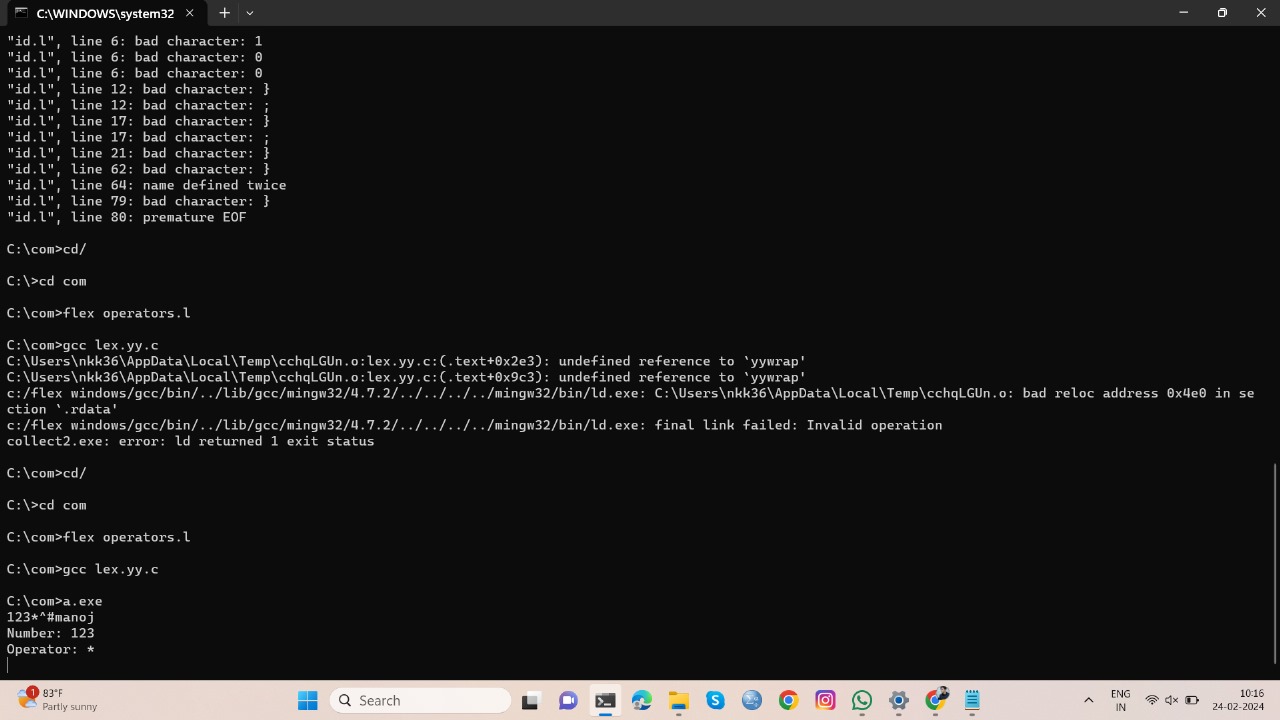 C:\WINDOWS\system32
"id.l", line 6: bad character: 1
"id.l", line 6: bad character: 0
"id.l", line 6: bad character: 0
"id.l", line 12: bad character: }
"id.l", line 12: bad character: ;
"id.l", line 17: bad character: }
"id.l", line 17: bad character: ;
"id.l", line 21: bad character: }
"id.l", line 62: bad character: }
"id.l", line 64: name defined twice
"id.l", line 79: bad character: }
"id.l", line 80: premature EOF
C:\com>cd/
C:\>cd com
C:\com>flex operators.l
C:\com>gcc lex.yy.c
C:\Users\nkk36\AppData\Local\Temp\cchqLGUn.o:lex.yy.c:(.text+0x2e3): undefined reference to `yywrap'
C:\Users\nkk36\AppData\Local\Temp\cchqLGUn.o:lex.yy.c:(.text+0x9c3): undefined reference to `yywrap'
c:/flex windows/gcc/bin/../lib/gcc/mingw32/4.7.2/../../../../mingw32/bin/ld.exe: C:\Users\nkk36\AppData\Local\Temp\cchqLGUn.o: bad reloc address 0x4e0 in se
ction `.rdata'
c:/flex windows/gcc/bin/../lib/gcc/mingw32/4.7.2/../../../../mingw32/bin/ld.exe: final link failed: Invalid operation
collect2.exe: error: ld returned 1 exit status
C:\com>cd/
C:\>cd com
C:\com>flex operators.l
C:\com>gcc lex.yy.c
C:\com>a.exe
123*^#manoj
Number: 123
Operator: *
1
83°F
Partly sunny
Search
ENG
IN
10:16
24-02-2024